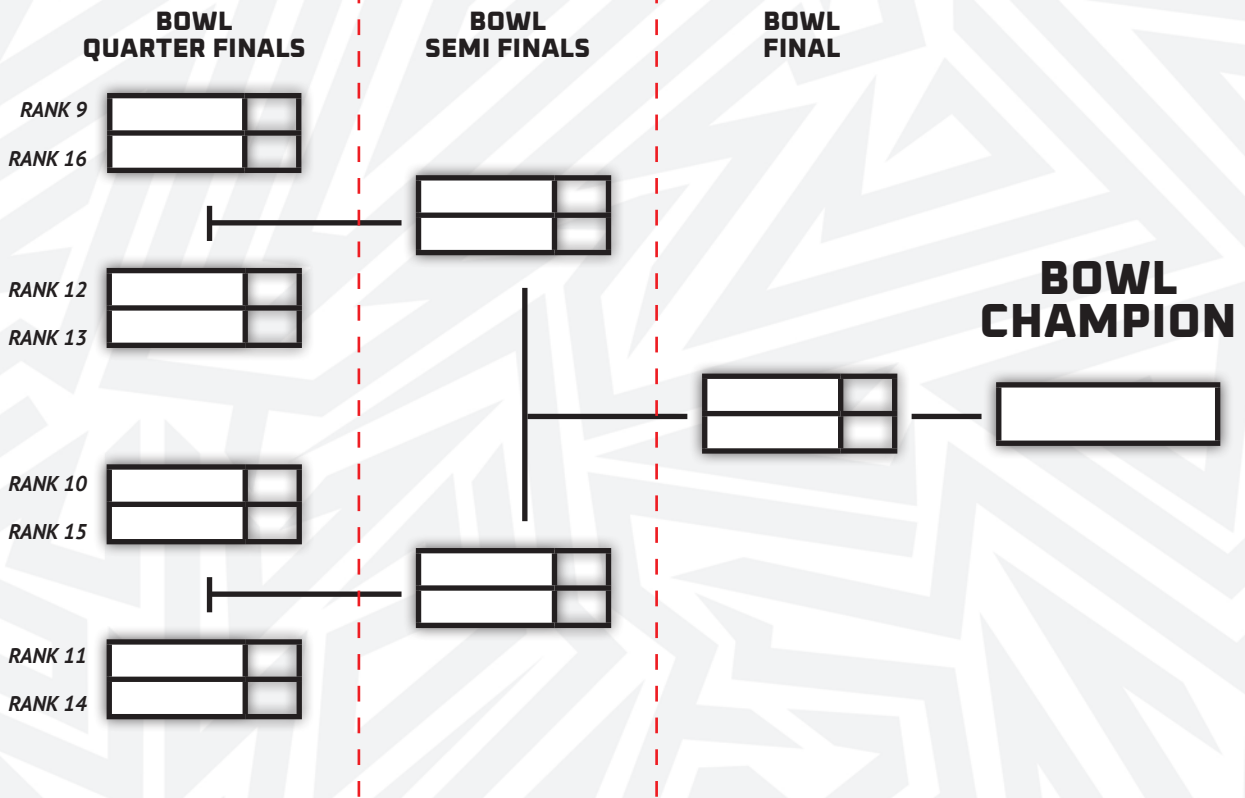 BOWL
QUARTER FINALS
BOWL
SEMI FINALS
BOWL
FINAL
RANK 9
RANK 16
RANK 12
RANK 13
BOWL
CHAMPION
RANK 10
RANK 15
RANK 11
RANK 14